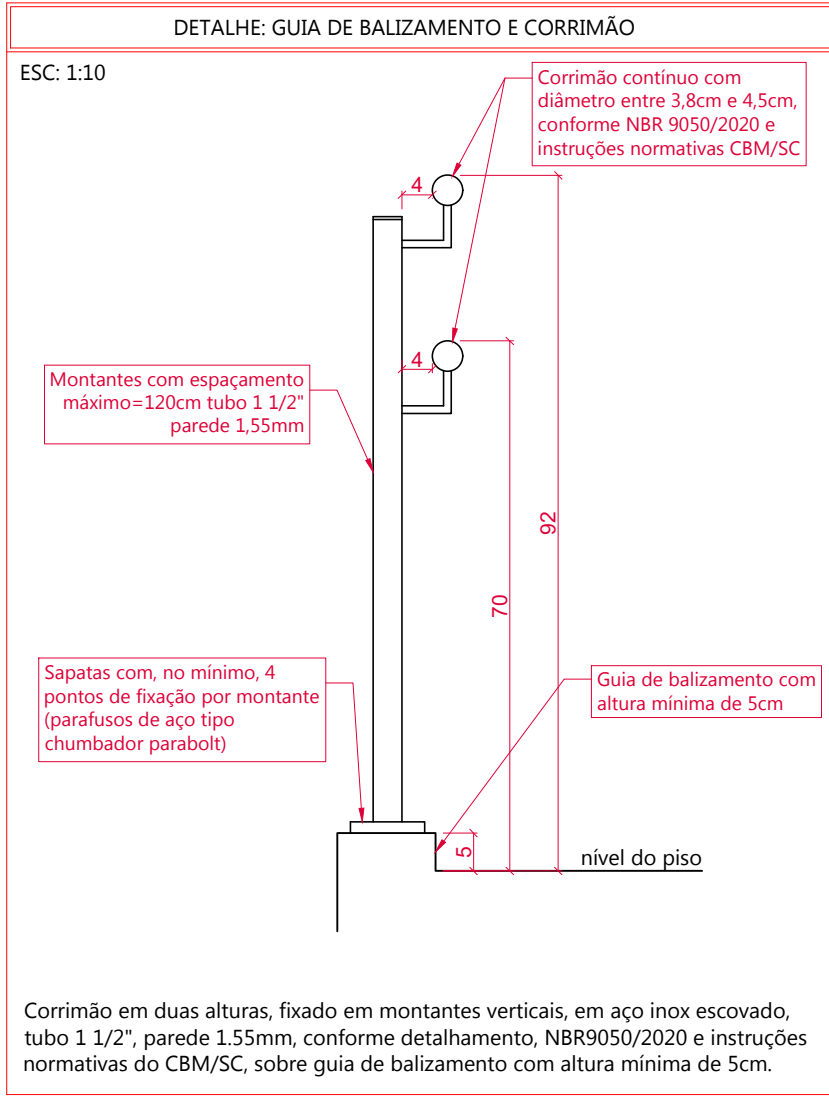 DETALHE: GUIA DE BALIZAMENTO E CORRIMÃO
ESC: 1:10
Corrimão contínuo com
diâmetro entre 3,8cm e 4,5cm,
conforme NBR 9050/2020 e
instruções normativas CBM/SC
4
4
Montantes com espaçamento
máximo=120cm tubo 1 1/2"
parede 1,55mm
92
70
Sapatas com, no mínimo, 4
pontos de fixação por montante
(parafusos de aço tipo
chumbador parabolt)
Guia de balizamento com
altura mínima de 5cm
5
nível do piso
Corrimão em duas alturas, fixado em montantes verticais, em aço inox escovado,
tubo 1 1/2", parede 1.55mm, conforme detalhamento, NBR9050/2020 e instruções
normativas do CBM/SC, sobre guia de balizamento com altura mínima de 5cm.